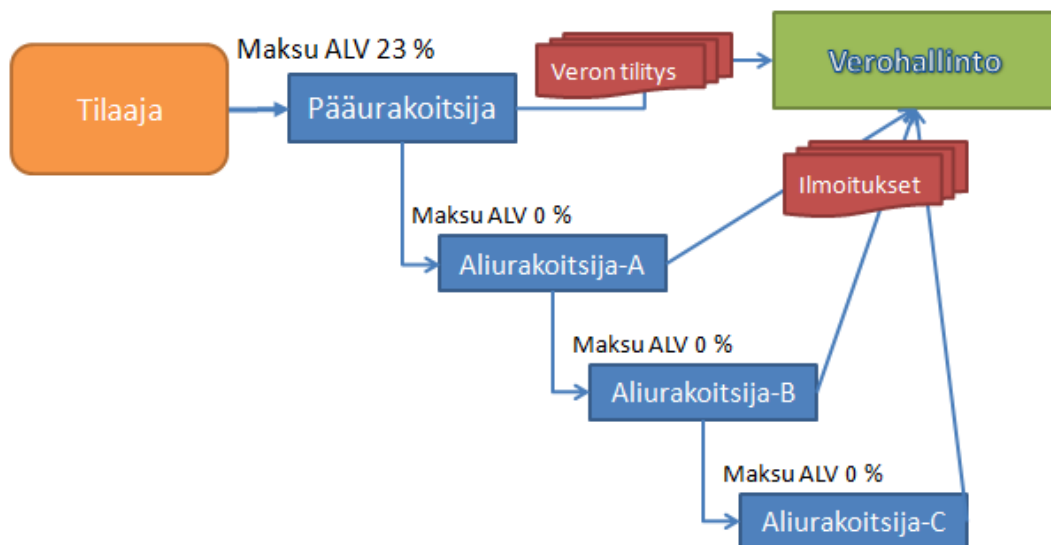 Maksu ALV 23 %
Veron tilitys
Verohallinto
Tilaaja
Pääurakoitsija
Ilmoitukset
Maksu ALV 0 %
Aliurakoitsija-A
Maksu ALV 0 %
Aliurakoitsija-B
Maksu ALV 0 %
Aliurakoitsija-C